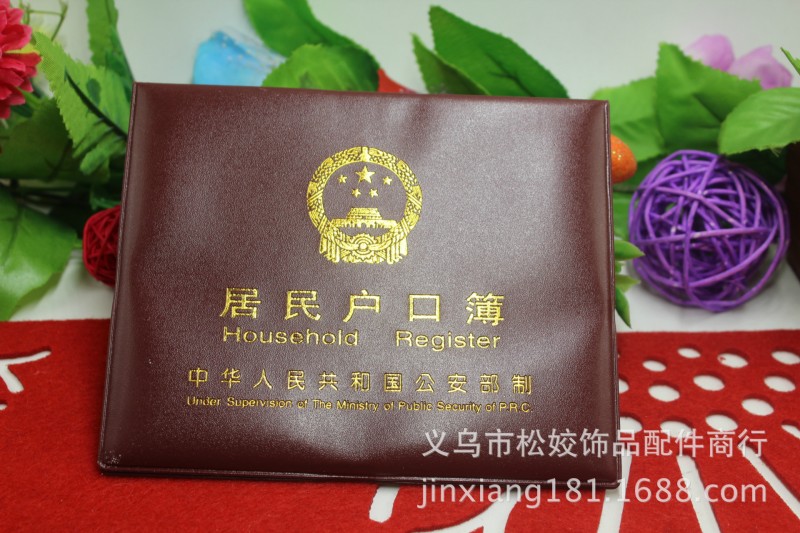 居民户口簿
Household Register
中华人民共和国公安部制
Under Supervision of The Ministry of Public Security of P.R.C.
义乌市松姣饰品配件商行
jinxiang181.1688.com